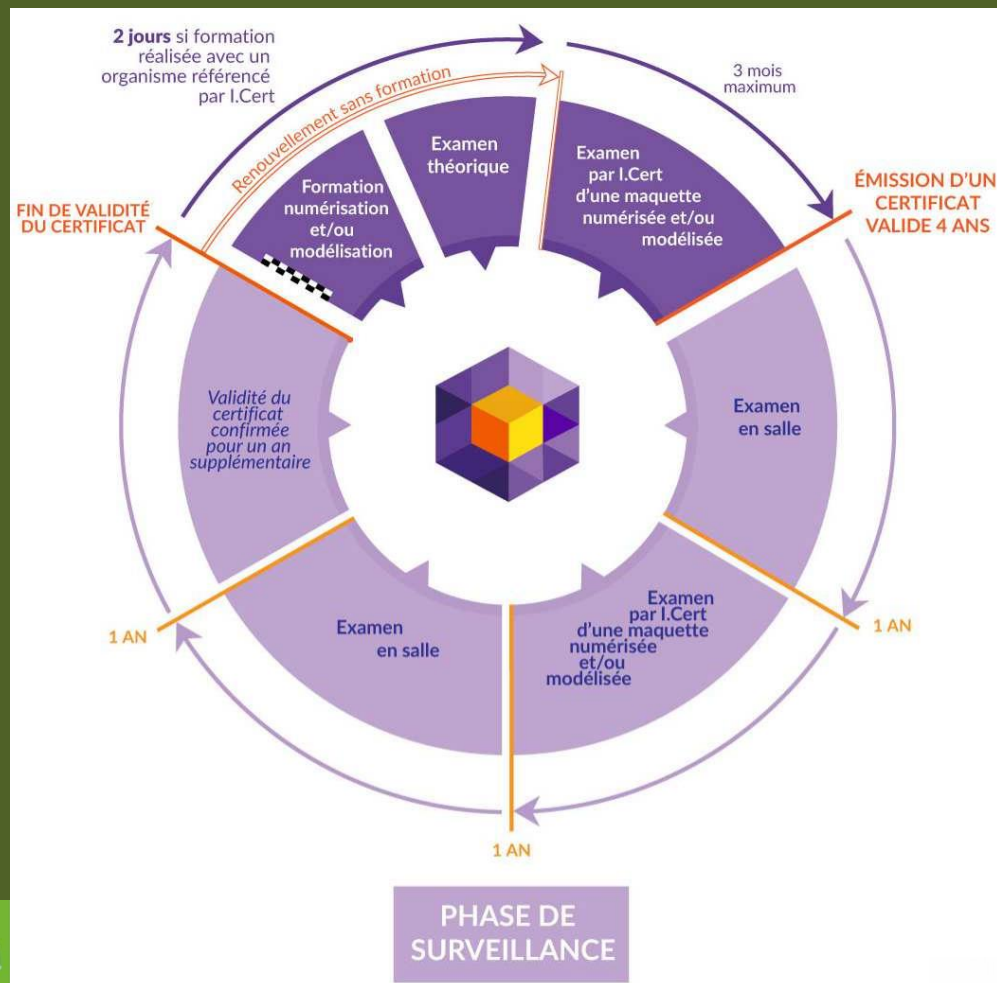 2 jours si formation
réalisée avec un
organisme référencé
par I.Cert
Renouvellement sans formation
3 mois
maximum
Formation
numérisation
et/ou
modélisation
Examen
théorique
Examen
par I.Cert
d'une maquette
numérisée et/ou
modélisée
FIN DE VALIDITÉ
DU CERTIFICAT
ÉMISSION D'UN
CERTIFICAT
VALIDE 4 ANS
Examen
en salle
1 AN
Examen
par I.Cert
d'une maquette
numérisée
et/ou
modélisée
1 AN
Examen
en salle
1 AN
Validité du
certificat
confirmée
pour un an
supplémentaire
PHASE DE
SURVEILLANCE